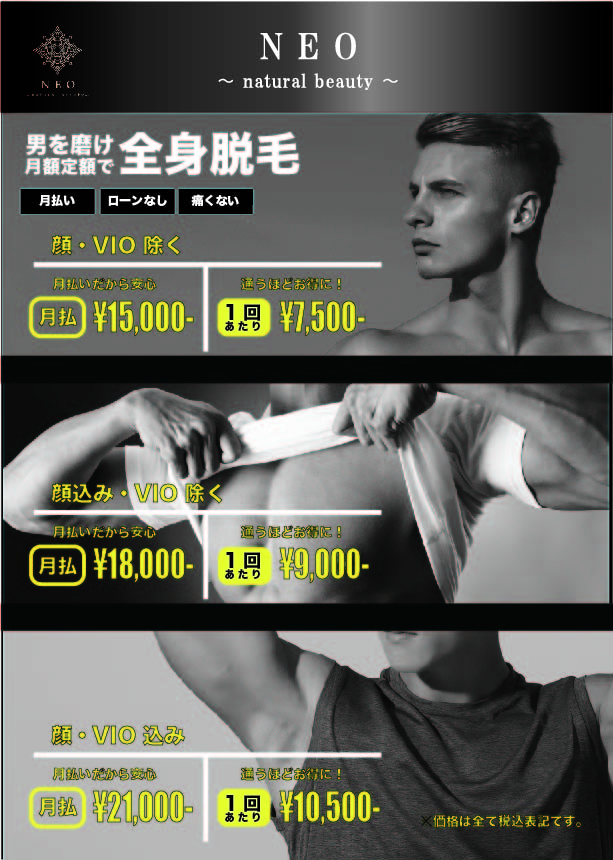 NEO
NEO
～ natural beauty ～
男を磨け
月額定額で
全身脱毛
月払い
ローンなし
痛くない
顔・VIO 除く
月払いだから安心
通うほどお得に！
月払 ¥15,000-
1回
あたり
¥7,500-
顔込み・VIO 除く
月払いだから安心
通うほどお得に！
月払 ¥18,000-
1回
あたり
¥9,000-
顔・VIO 込み
月払いだから安心
通うほどお得に！
月払 ¥21,000-
1回
あたり
¥10,500-
※価格は全て税込表記です。